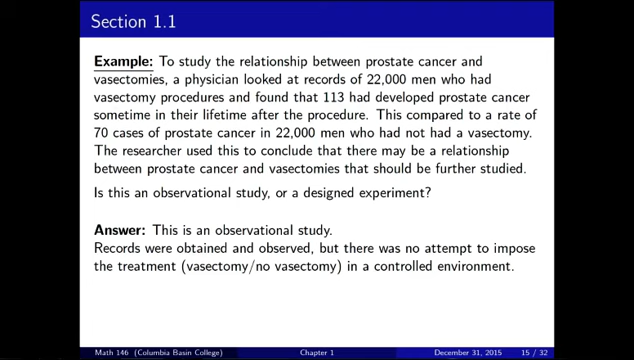 Section 1.1
Example: To study the relationship between prostate cancer and
vasectomies, a physician looked at records of 22,000 men who had
vasectomy procedures and found that 113 had developed prostate cancer
sometime in their lifetime after the procedure. This compared to a rate of
70 cases of prostate cancer in 22,000 men who had not had a vasectomy.
The researcher used this to conclude that there may be a relationship
between prostate cancer and vasectomies that should be further studied.
Is this an observational study, or a designed experiment?
Answer: This is an observational study.
Records were obtained and observed, but there was no attempt to impose
the treatment (vasectomy/no vasectomy) in a controlled environment.
Math 146 (Columbia Basin College) Chapter 1 December 31, 2015 15 / 32